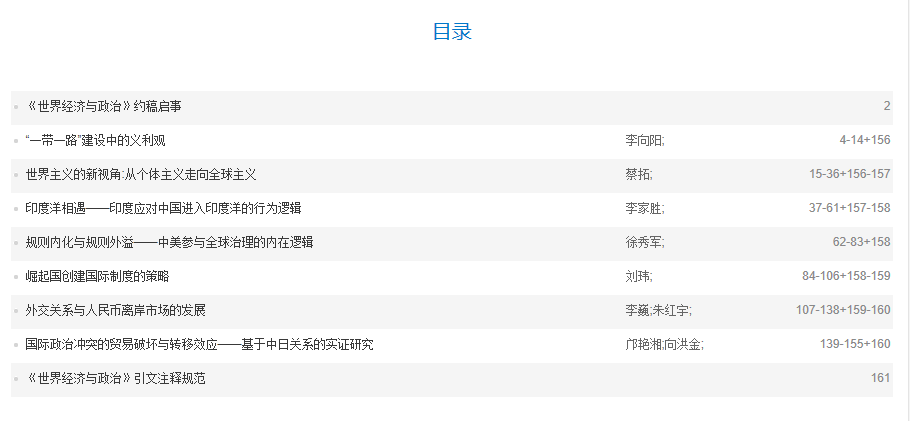 目录
《世界经济与政治》约稿启事 2
“一带一路”建设中的义利观 李向阳; 4-14+156
世界主义的新视角:从个体主义走向全球主义 蔡拓; 15-36+156-157
印度洋相遇——印度应对中国进入印度洋的行为逻辑 李家胜; 37-61+157-158
规则内化与规则外溢——中美参与全球治理的内在逻辑 徐秀军; 62-83+158
崛起国创建国际制度的策略 刘玮; 84-106+158-159
外交关系与人民币离岸市场的发展 李巍;朱红宇; 107-138+159-160
国际政治冲突的贸易破坏与转移效应——基于中日关系的实证研究 邝艳湘;向洪金; 139-155+160
《世界经济与政治》引文注释规范 161